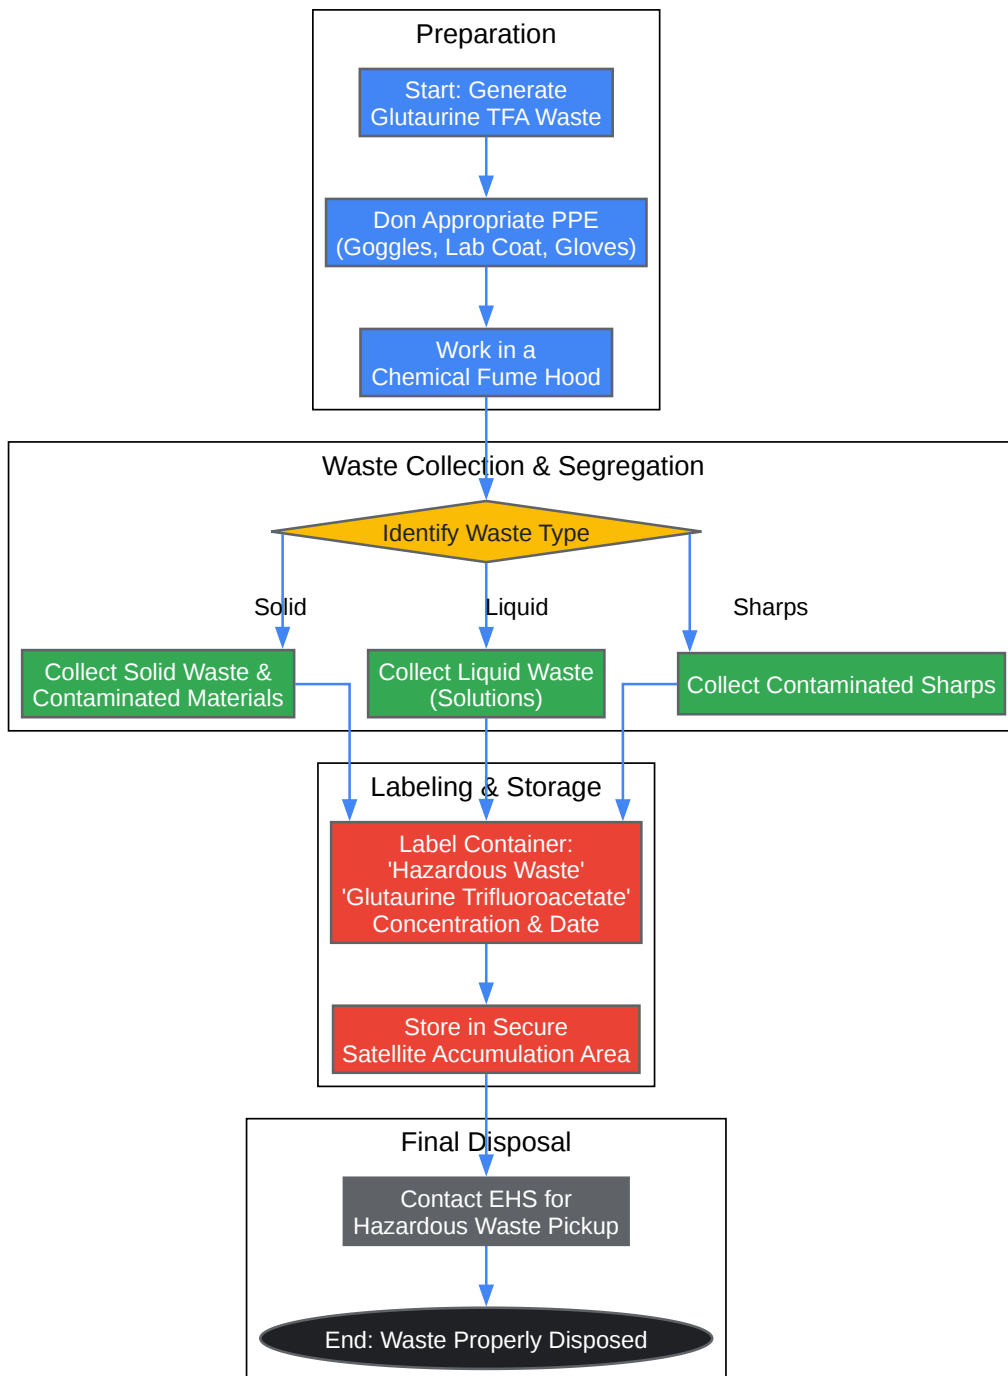 Preparation
Start: Generate
Glutaurine TFA Waste
Don Appropriate PPE
(Goggles, Lab Coat, Gloves)
Work in a
Chemical Fume Hood
Waste Collection & Segregation
Identify Waste Type
Solid
Liquid
Sharps
Collect Solid Waste &
Contaminated Materials
Collect Liquid Waste
(Solutions)
Collect Contaminated Sharps
Labeling & Storage
Label Container:
'Hazardous Waste'
'Glutaurine Trifluoroacetate'
Concentration & Date
Store in Secure
Satellite Accumulation Area
Final Disposal
Contact EHS for
Hazardous Waste Pickup
End: Waste Properly Disposed